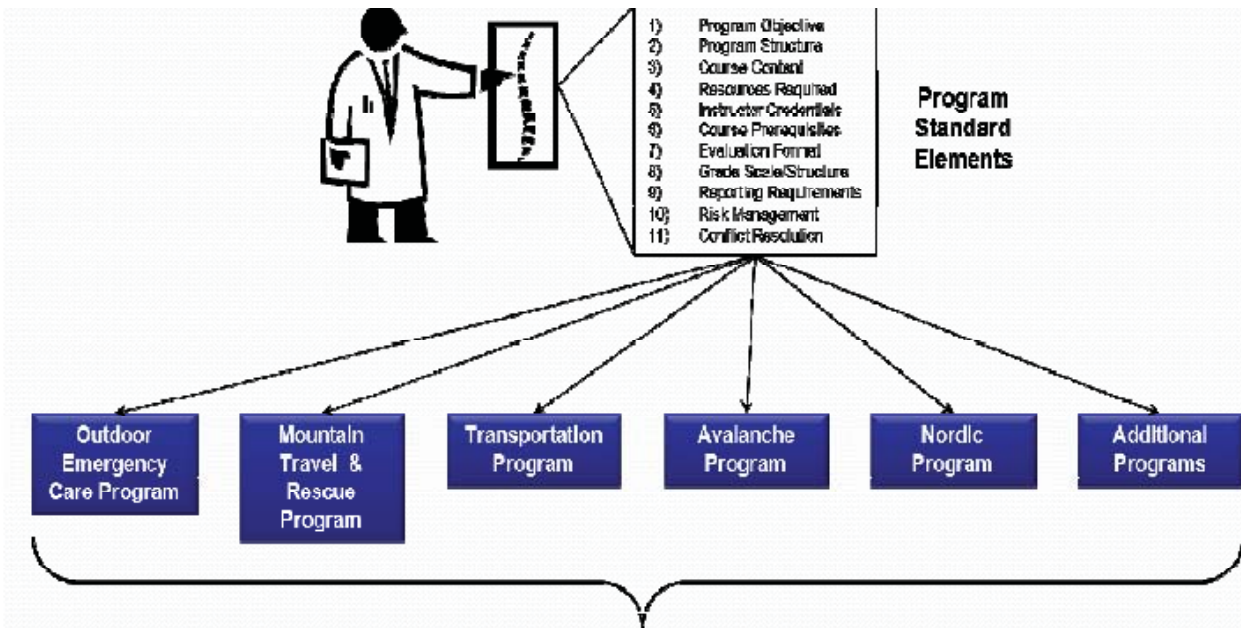 1) Program Objective
2) Program Structure
3) Course Content
4) Resources Required
5) Instructor Credentials
6) Course Prerequisites
7) Evaluation Format
8) Grade Scale/Structure
9) Reporting Requirements
10) Risk Management
11) Conflict Resolution
Program
Standard
Elements
Outdoor
Emergency
Care Program
Mountain
Travel & 
Rescue
Program
Transportation
Program
Avalanche
Program
Nordic
Program
Additional
Programs